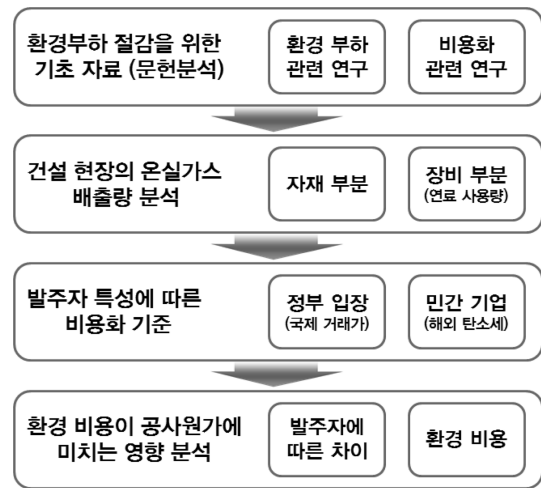 환경부하 절감을 위한
기초 자료 (문헌분석)
환경 부하
관련 연구
비용화
관련 연구
건설 현장의 온실가스
배출량 분석
자재 부분
장비 부분
(연료 사용량)
발주자 특성에 따른
비용화 기준
정부 입장
(국제 거래가)
민간 기업
(해외 탄소세)
환경 비용이 공사원가에
미치는 영향 분석
발주자에
따른 차이
환경 비용